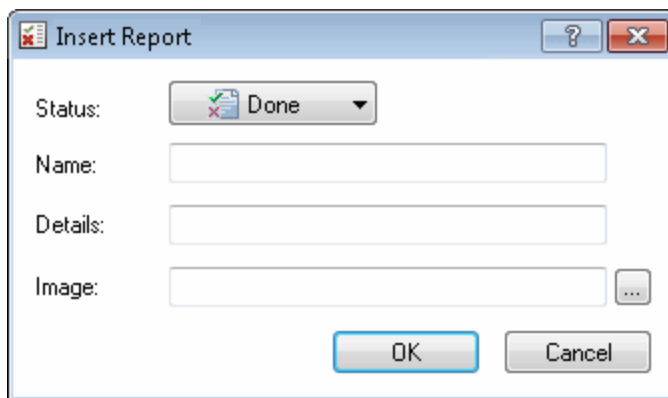 Insert Report
?
Status: Done
Name:
Details:
Image: ...
OK Cancel